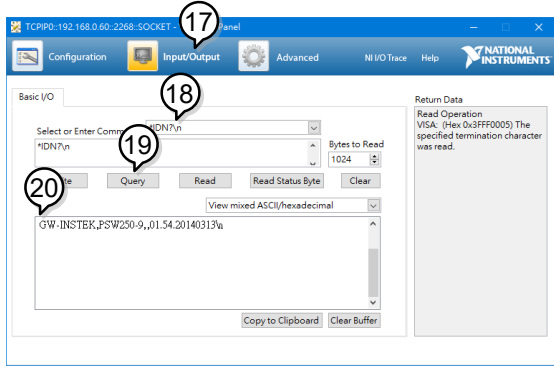 TCPIP0::192.168.0.60::2268::SOCKET - Panel
17
Configuration Input/Output Advanced NI I/O Trace Help NATIONAL INSTRUMENTS
18
Basic I/O
Return Data
Select or Enter Comm *IDN?\n
*IDN?\n
19
Bytes to Read
1024
Read Operation
VISA: (Hex 0x3FFF0005) The
specified termination character
was read.
20
Query Read Read Status Byte Clear
View mixed ASCII/hexadecimal
GW-INSTEK,PSW250-9,,01.54.20140313\n
Copy to Clipboard Clear Buffer